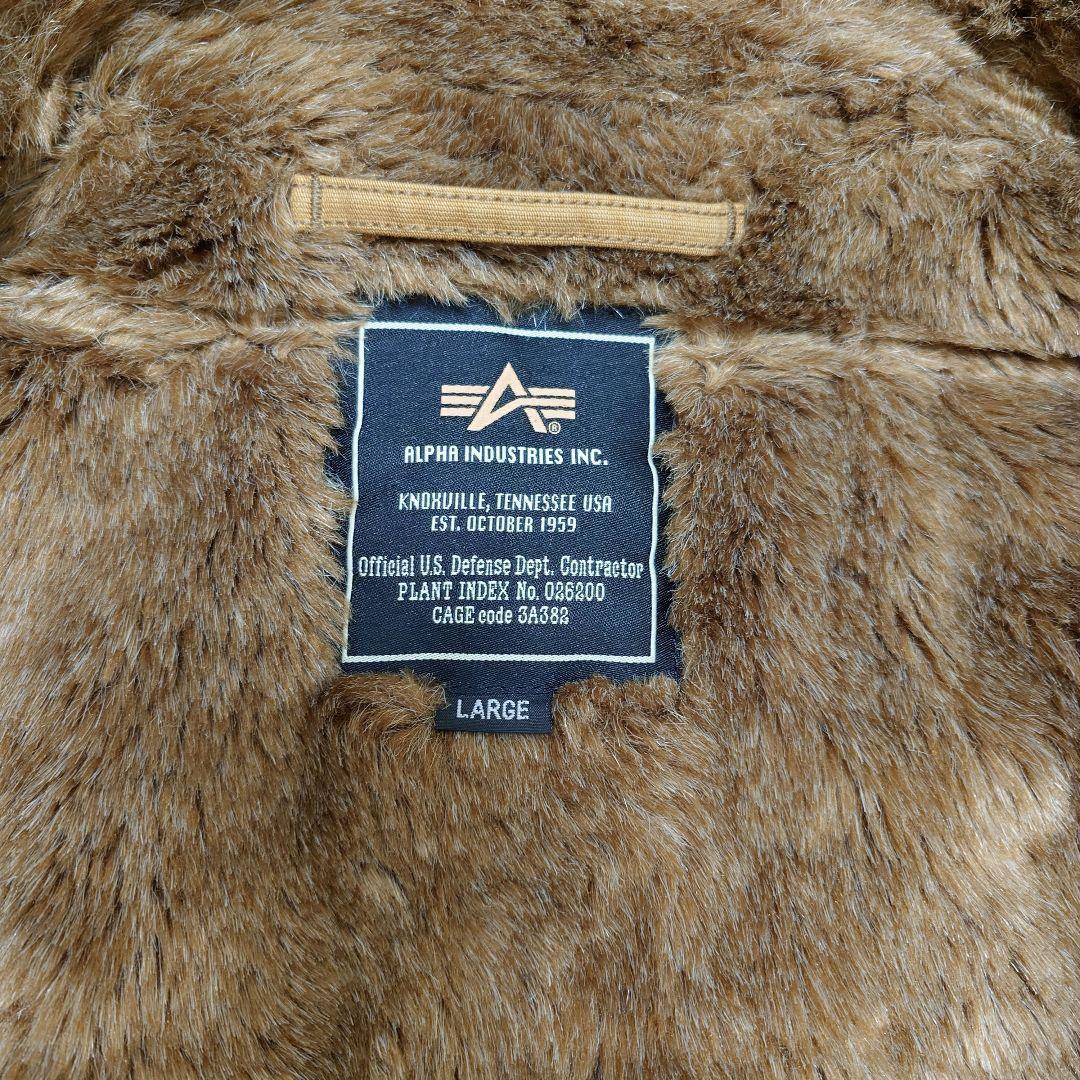 ALPHA INDUSTRIES INC.
KNOXVILLE, TENNESSEE USA
EST. OCTOBER 1959
Official U.S. Defense Dept. Contractor
PLANT INDEX No. 026200
CAGE code 3A382
LARGE